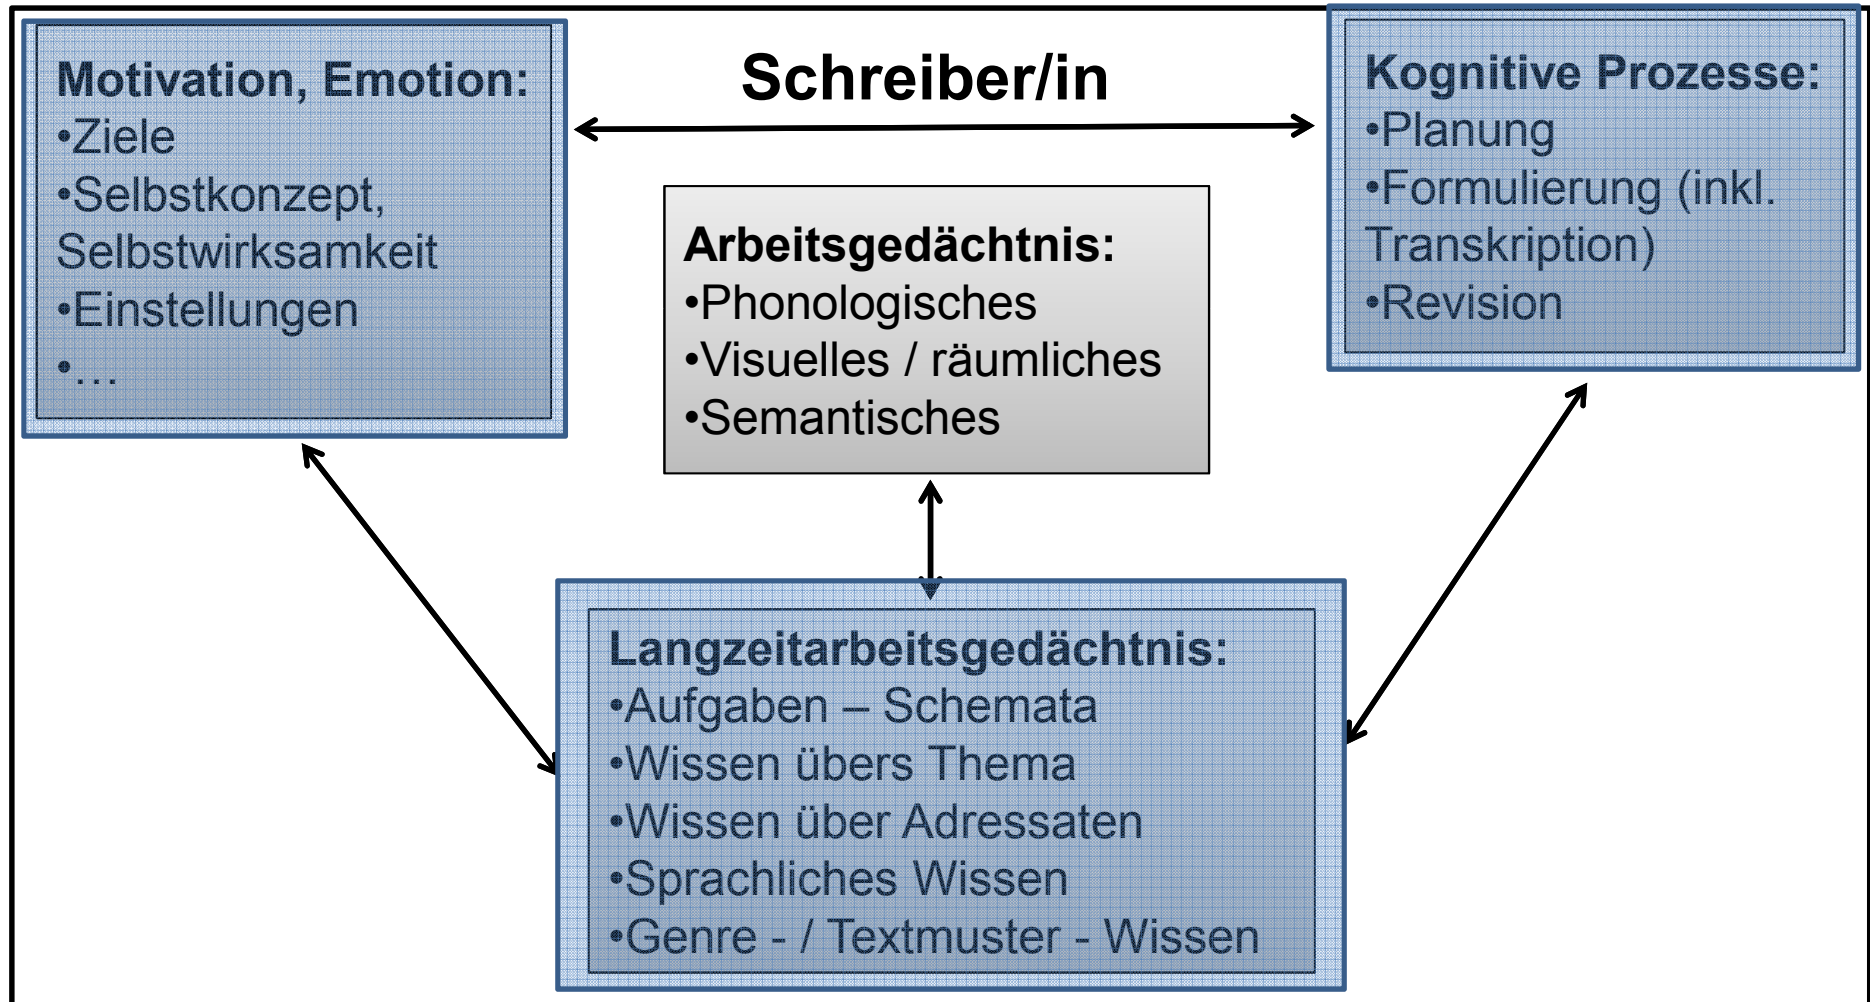 Schreiber/in
Motivation, Emotion:
•Ziele
•Selbstkonzept,
Selbstwirksamkeit
•Einstellungen
•…
Arbeitsgedächtnis:
•Phonologisches
•Visuelles / räumliches
•Semantisches
Kognitive Prozesse:
•Planung
•Formulierung (inkl.
Transkription)
•Revision
Langzeitarbeitsgedächtnis:
•Aufgaben – Schemata
•Wissen übers Thema
•Wissen über Adressaten
•Sprachliches Wissen
•Genre - / Textmuster - Wissen